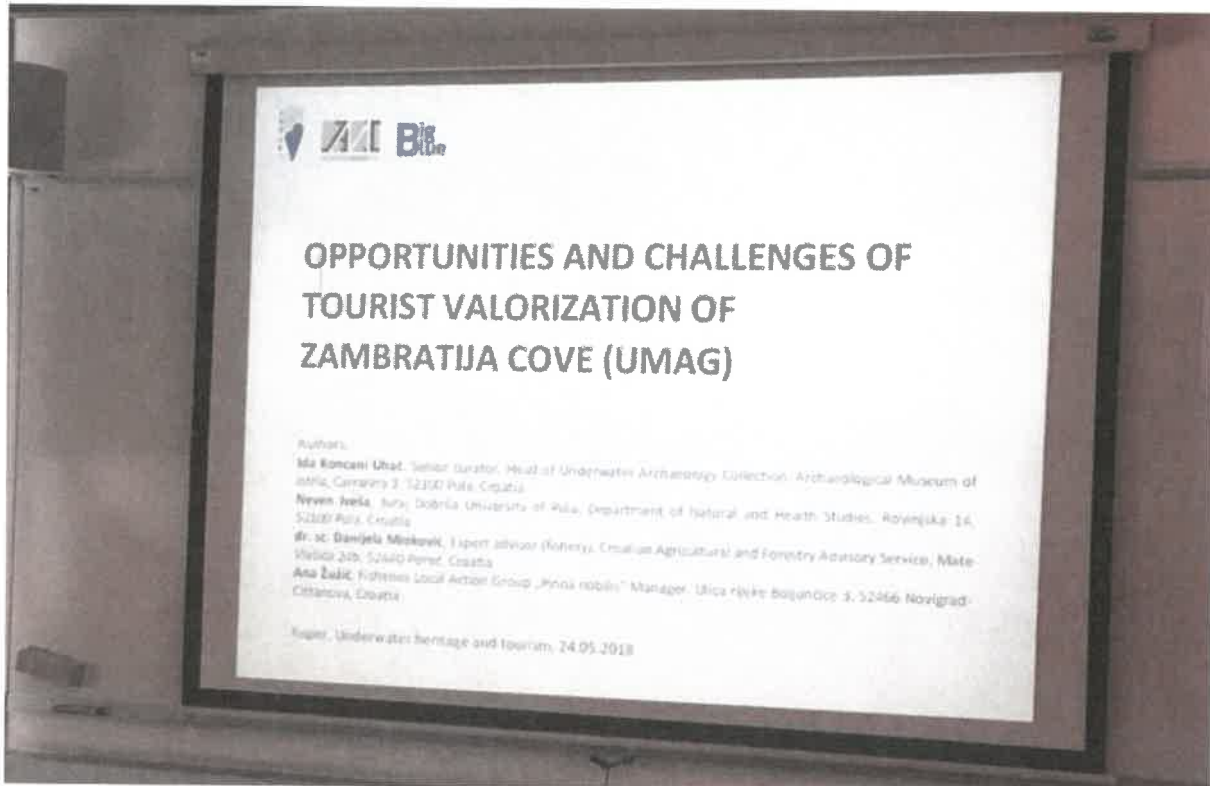 Big
Blue
OPPORTUNITIES AND CHALLENGES OF
TOURIST VALORIZATION OF
ZAMBRATIJA COVE (UMAG)
Authors:
Ida Koncani Uhač, Senior curator, Head of Underwater Archaeology Collection, Archaeological Museum of
Istria, Carrarina 3, 52100 Pula, Croatia
Neven Iveša, Juraj Dobrila University of Pula, Department of Natural and Health Studies, Rovinjska 14,
52100 Pula, Croatia
dr. sc. Danijela Mioković, Expert advisor (fishery), Croatian Agricultural and Forestry Advisory Service, Mate
24b, 52440 Poreč, Croatia
Ana Žužić, Fisheries Local Action Group „Pinna nobilis" Manager, Ulica 3, 52466 Novigrad-
Cittanova, Croatia
Koper, Underwater heritage and tourism, 24.05.2018